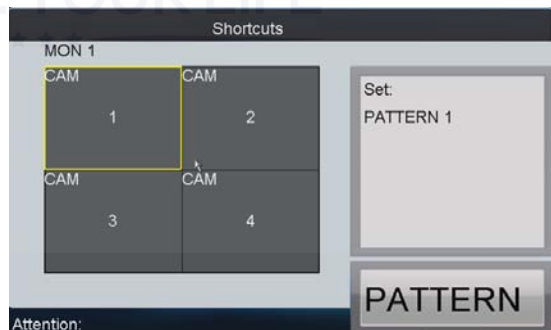 Shortcuts
MON 1
CAM
1
CAM
2
CAM
3
CAM
4
Set:
PATTERN 1
PATTERN
Attention: